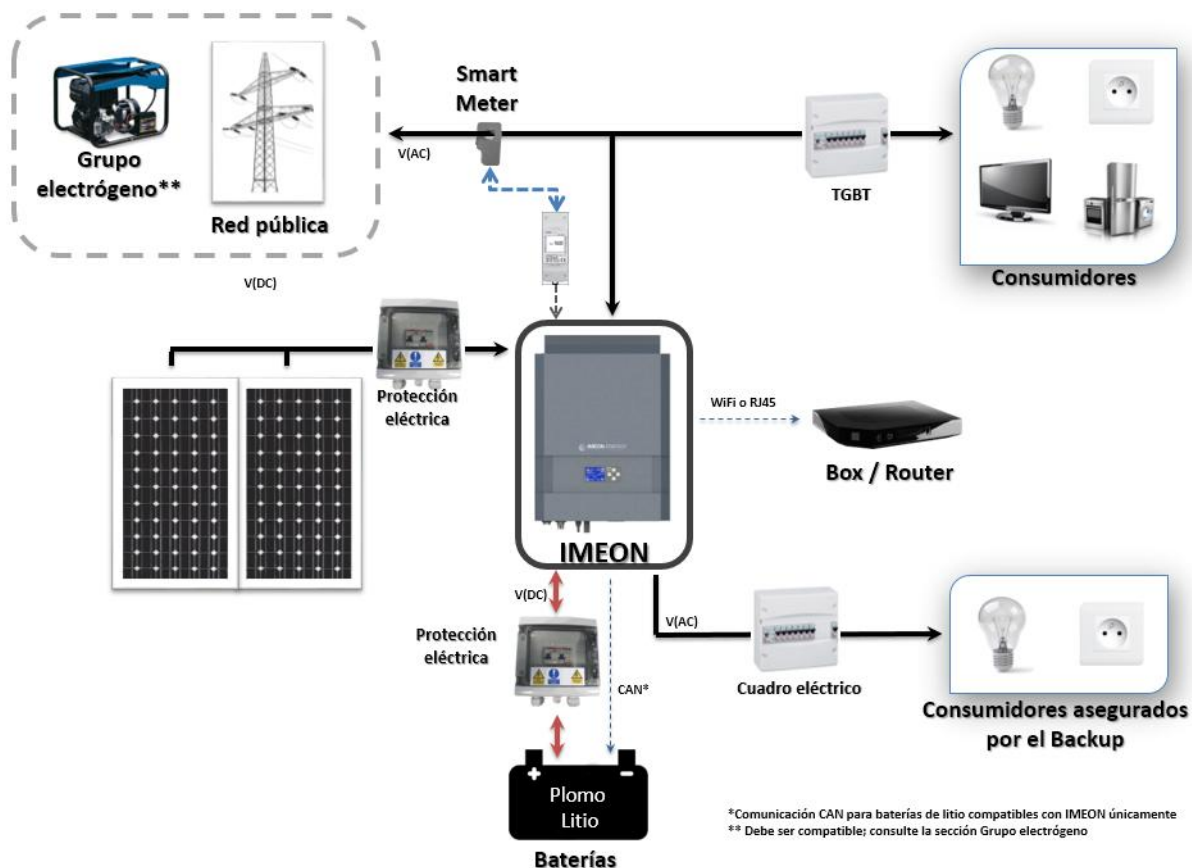 Grupo
electrógeno**
Red pública
Smart
Meter
V(AC)
TGBT
Consumidores
V(DC)
Protección
eléctrica
IMEON ENERGY
IMEON
WiFi o RJ45
Box / Router
V(DC)
Protección
eléctrica
CAN*
V(AC)
Cuadro eléctrico
Consumidores asegurados
por el Backup
+ -
Plomo
Litio
Baterías
*Comunicación CAN para baterías de litio compatibles con IMEON únicamente
** Debe ser compatible; consulte la sección Grupo electrógeno